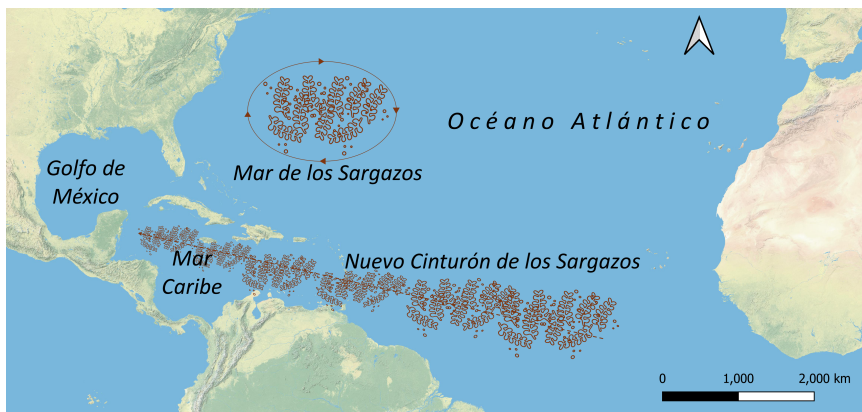 Océano Atlántico
Golfo de
México
Mar de los Sargazos
Mar
Caribe
Nuevo Cinturón de los Sargazos
0 1,000 2,000 km